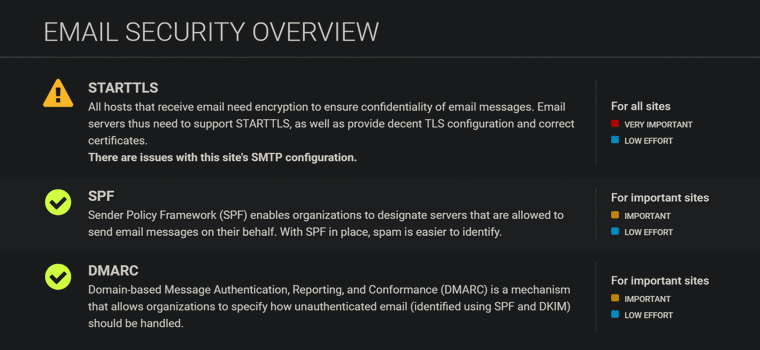 EMAIL SECURITY OVERVIEW
STARTTLS
All hosts that receive email need encryption to ensure confidentiality of email messages. Email
servers thus need to support STARTTLS, as well as provide decent TLS configuration and correct
certificates.
There are issues with this site's SMTP configuration.
For all sites
VERY IMPORTANT
LOW EFFORT
SPF
Sender Policy Framework (SPF) enables organizations to designate servers that are allowed to
send email messages on their behalf. With SPF in place, spam is easier to identify.
For important sites
IMPORTANT
LOW EFFORT
DMARC
Domain-based Message Authentication, Reporting, and Conformance (DMARC) is a mechanism
that allows organizations to specify how unauthenticated email (identified using SPF and DKIM)
should be handled.
For important sites
IMPORTANT
LOW EFFORT